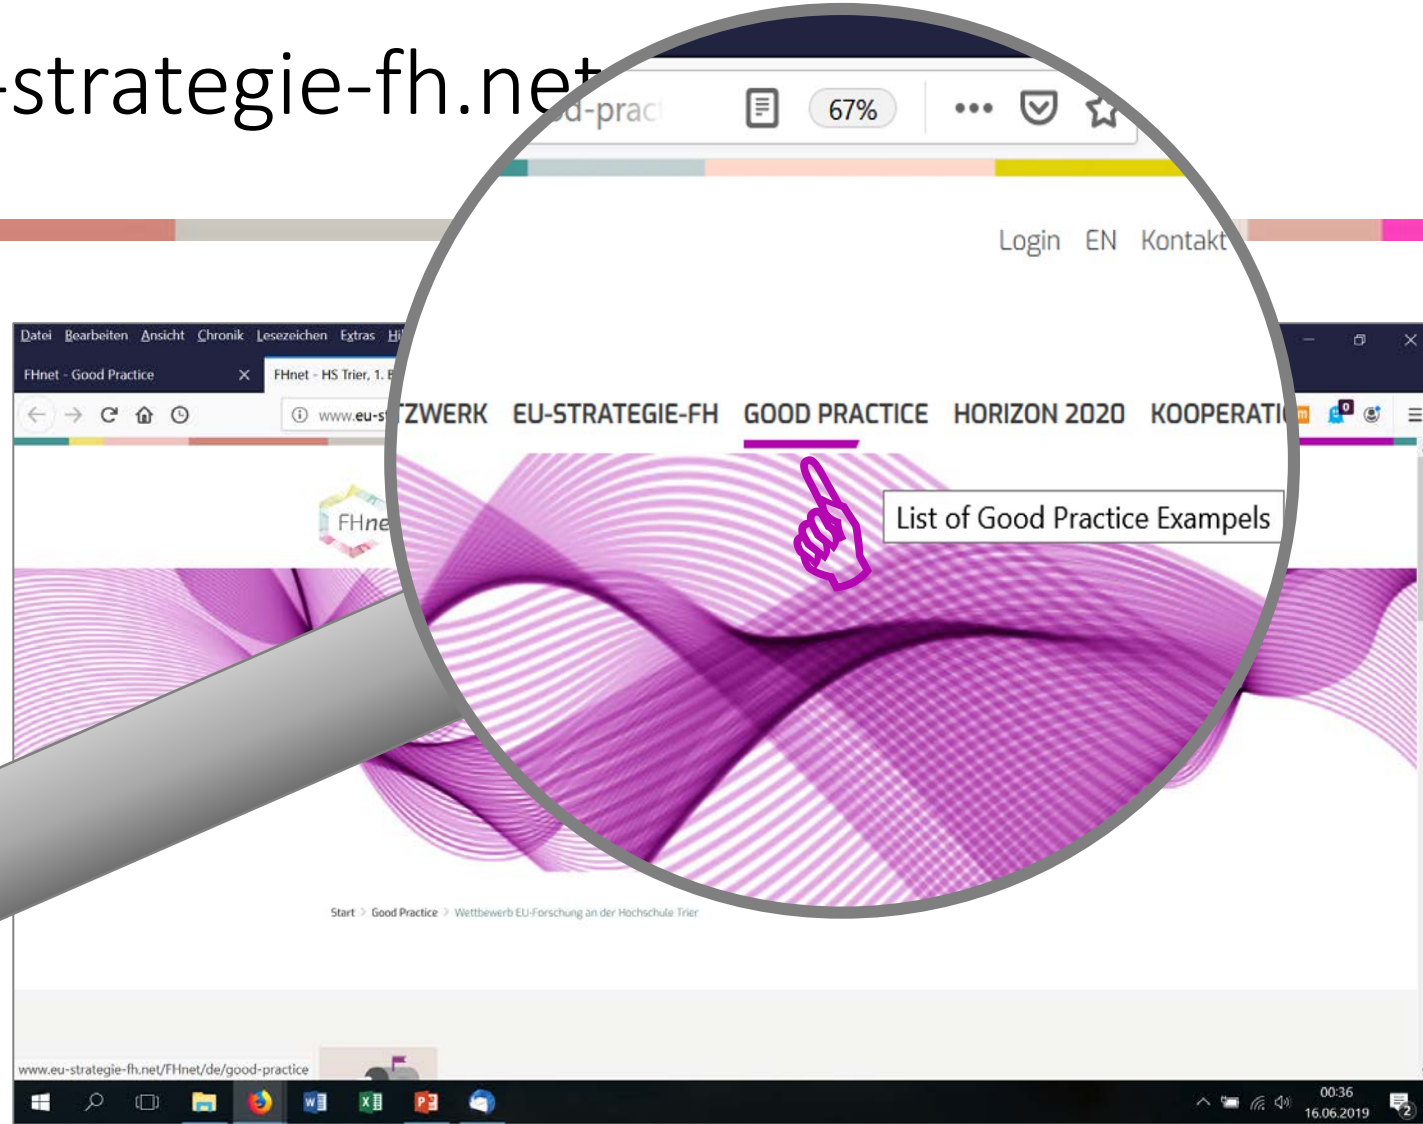 -strategie-fh.net
d-prac
67%
Login EN Kontakt
Datei Bearbeiten Ansicht Chronik Lesezeichen Extras
FHnet - Good Practice
FHnet - HS Trier, 1.
www.eu-s
ZWERK EU-STRATEGIE-FH GOOD PRACTICE HORIZON 2020 KOOPERATI
0
List of Good Practice Exampels
FHne
Start > Good Practice > Wettbewerb EU-Forschung an der Hochschule Trier
www.eu-strategie-fh.net/FHnet/de/good-practice
00:36
16.06.2019
2